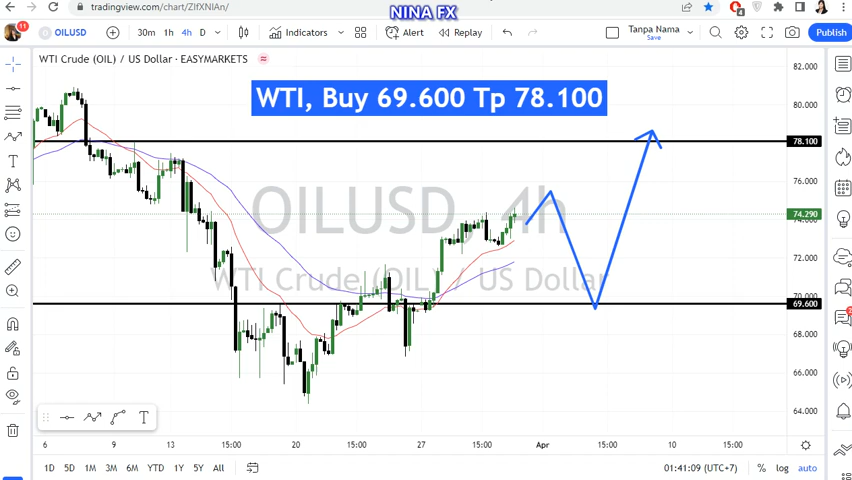 tradingview.com/chart/ZIfXNIAn/
NINA FX
11
OILUSD
30m 1h 4h D
Indicators
Alert
Replay
Tanpa Nama
Save
Publish
WTI Crude (OIL) / US Dollar · EASYMARKETS
WTI, Buy 69.600 Tp 78.100
OILUSD, 4h
WTI Crude (OIL) / US Dollar
82.000
80.000
78.100
76.000
74.290
74.000
72.000
69.600
68.000
66.000
64.000
6 9 13 15:00 20 15:00 27 15:00 Apr 15:00 10 15:00
1D 5D 1M 3M 6M YTD 1Y 5Y All
01:41:09 (UTC+7)
% log auto